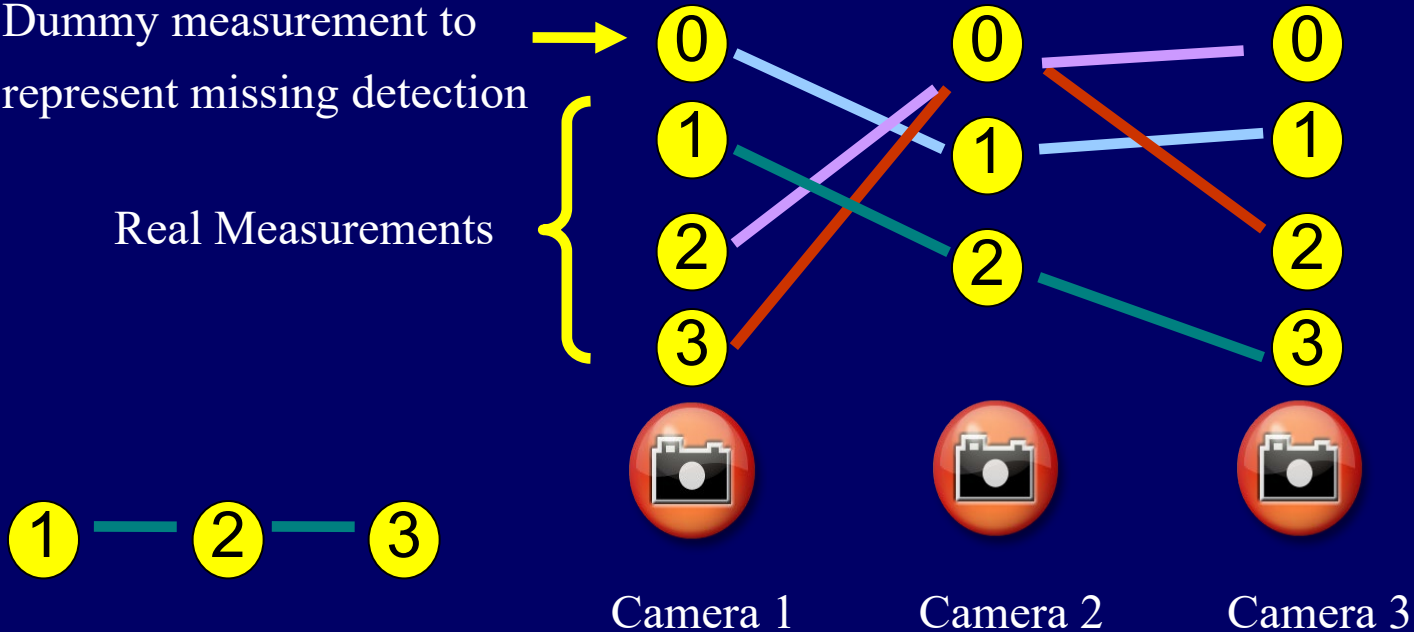 Dummy measurement to
represent missing detection
Real Measurements
0 0 0
1 1 1
2 2 2
3 3
1 2 3
Camera 1 Camera 2 Camera 3